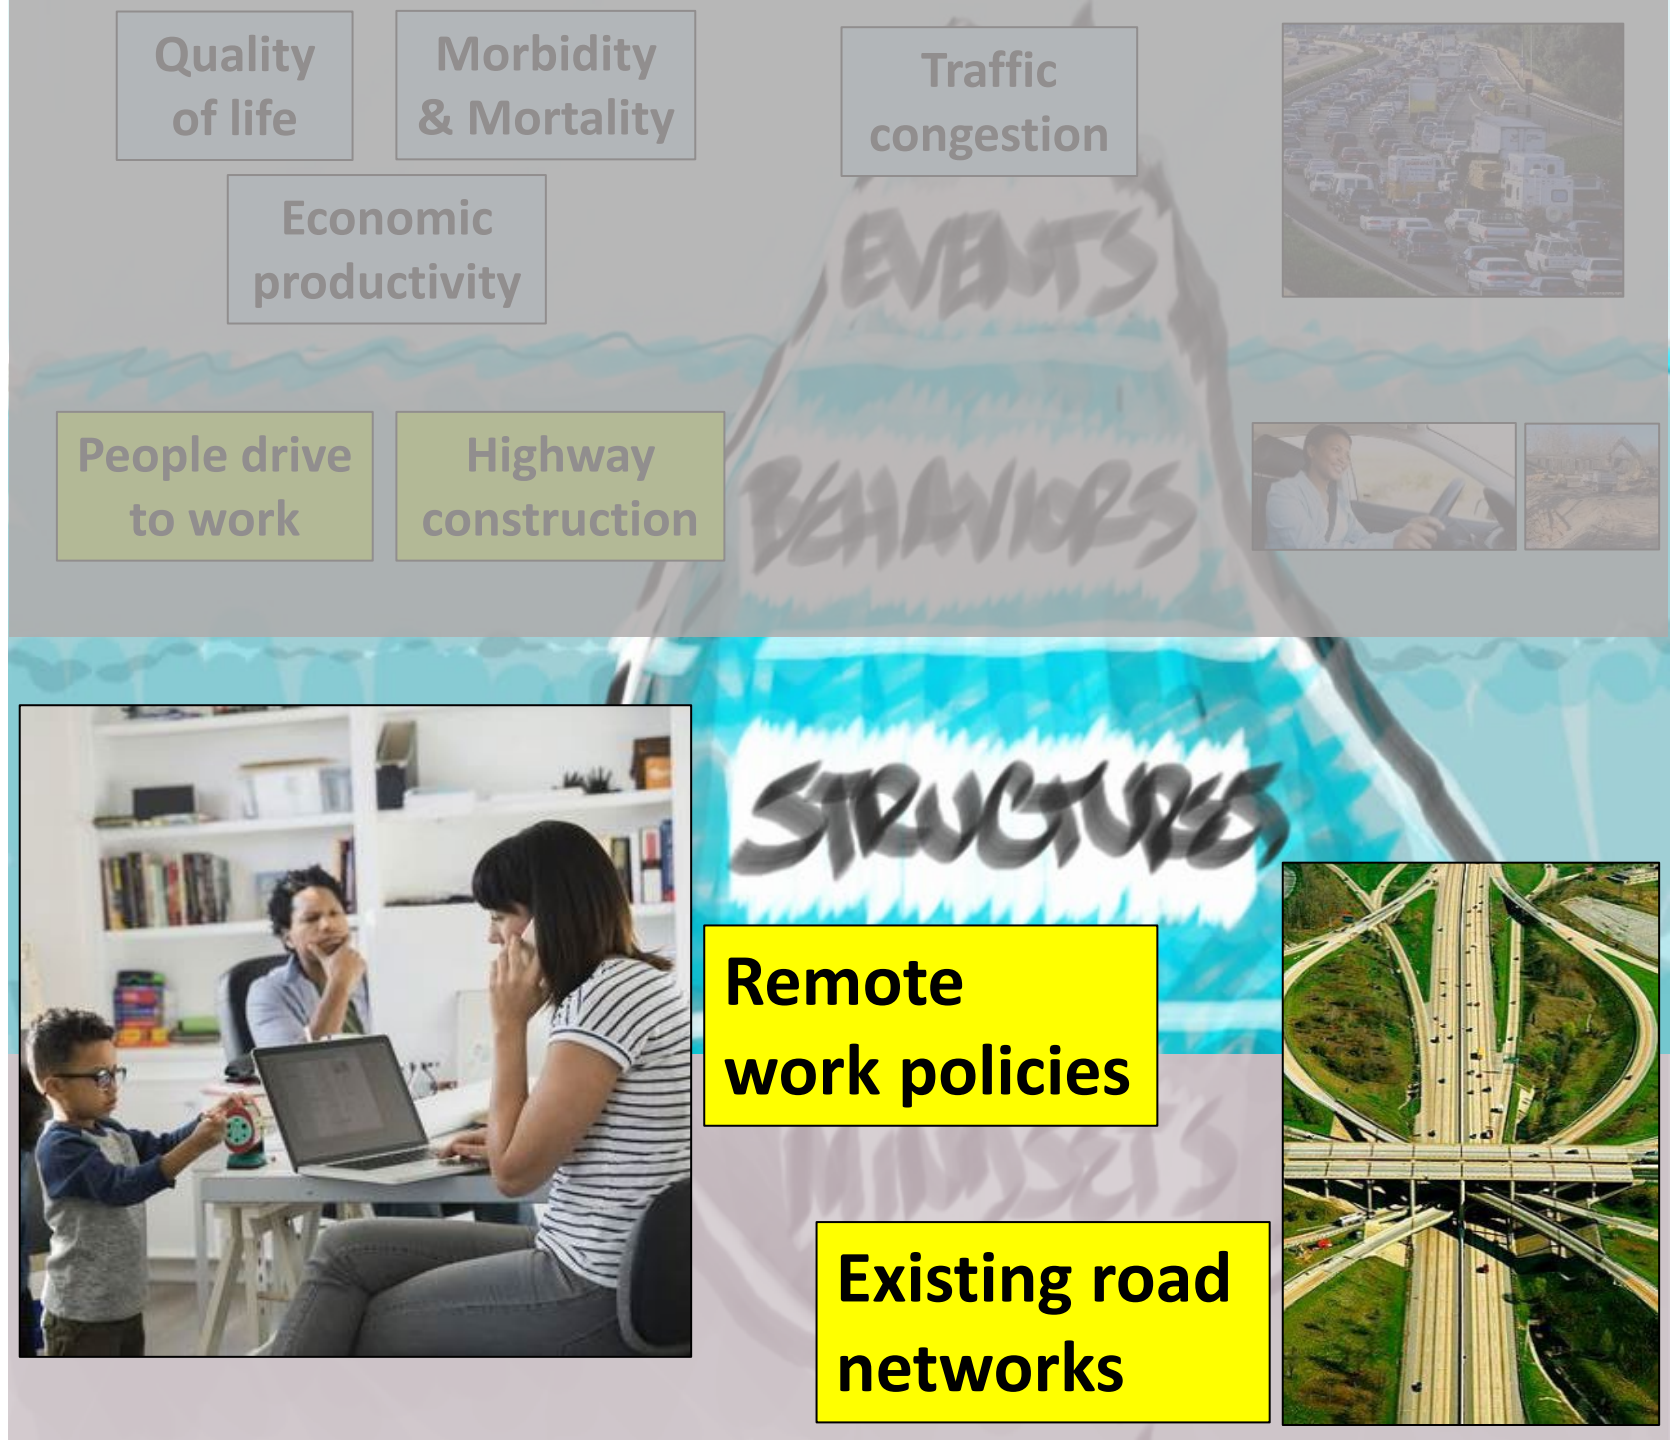 Quality
of life
Morbidity
& Mortality
Traffic
congestion
Economic
productivity
EVENTS
People drive
to work
Highway
construction
BEHAVIORS
STRUCTURES
Remote
work policies
MINDSETS
Existing road
networks